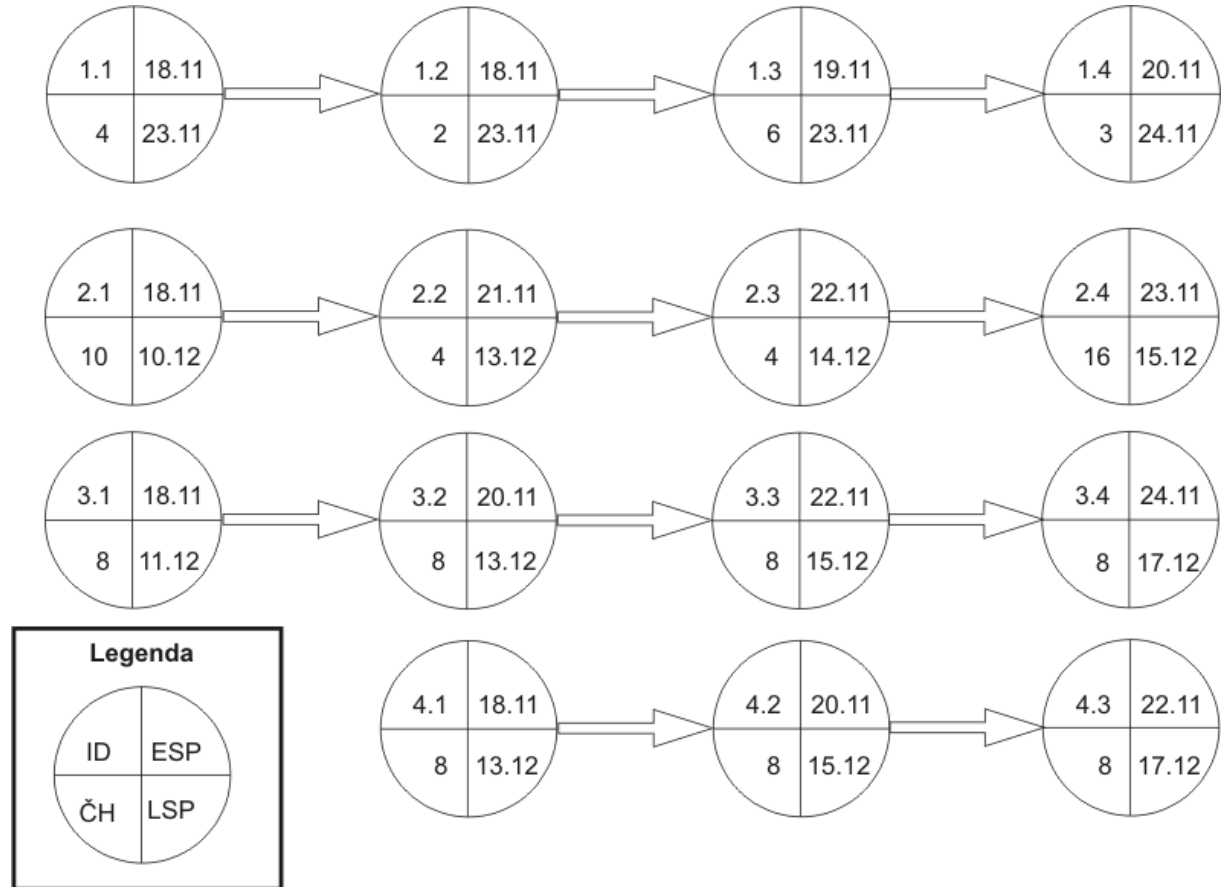 1.1 18.11 1.2 18.11 1.3 19.11 1.4 20.11
4 23.11 2 23.11 6 23.11 3 24.11
2.1 18.11 2.2 21.11 2.3 22.11 2.4 23.11
10 10.12 4 13.12 4 14.12 16 15.12
3.1 18.11 3.2 20.11 3.3 22.11 3.4 24.11
8 11.12 8 13.12 8 15.12 8 17.12
Legenda
ID ESP
ČH LSP
4.1 18.11 4.2 20.11 4.3 22.11
8 13.12 8 15.12 8 17.12